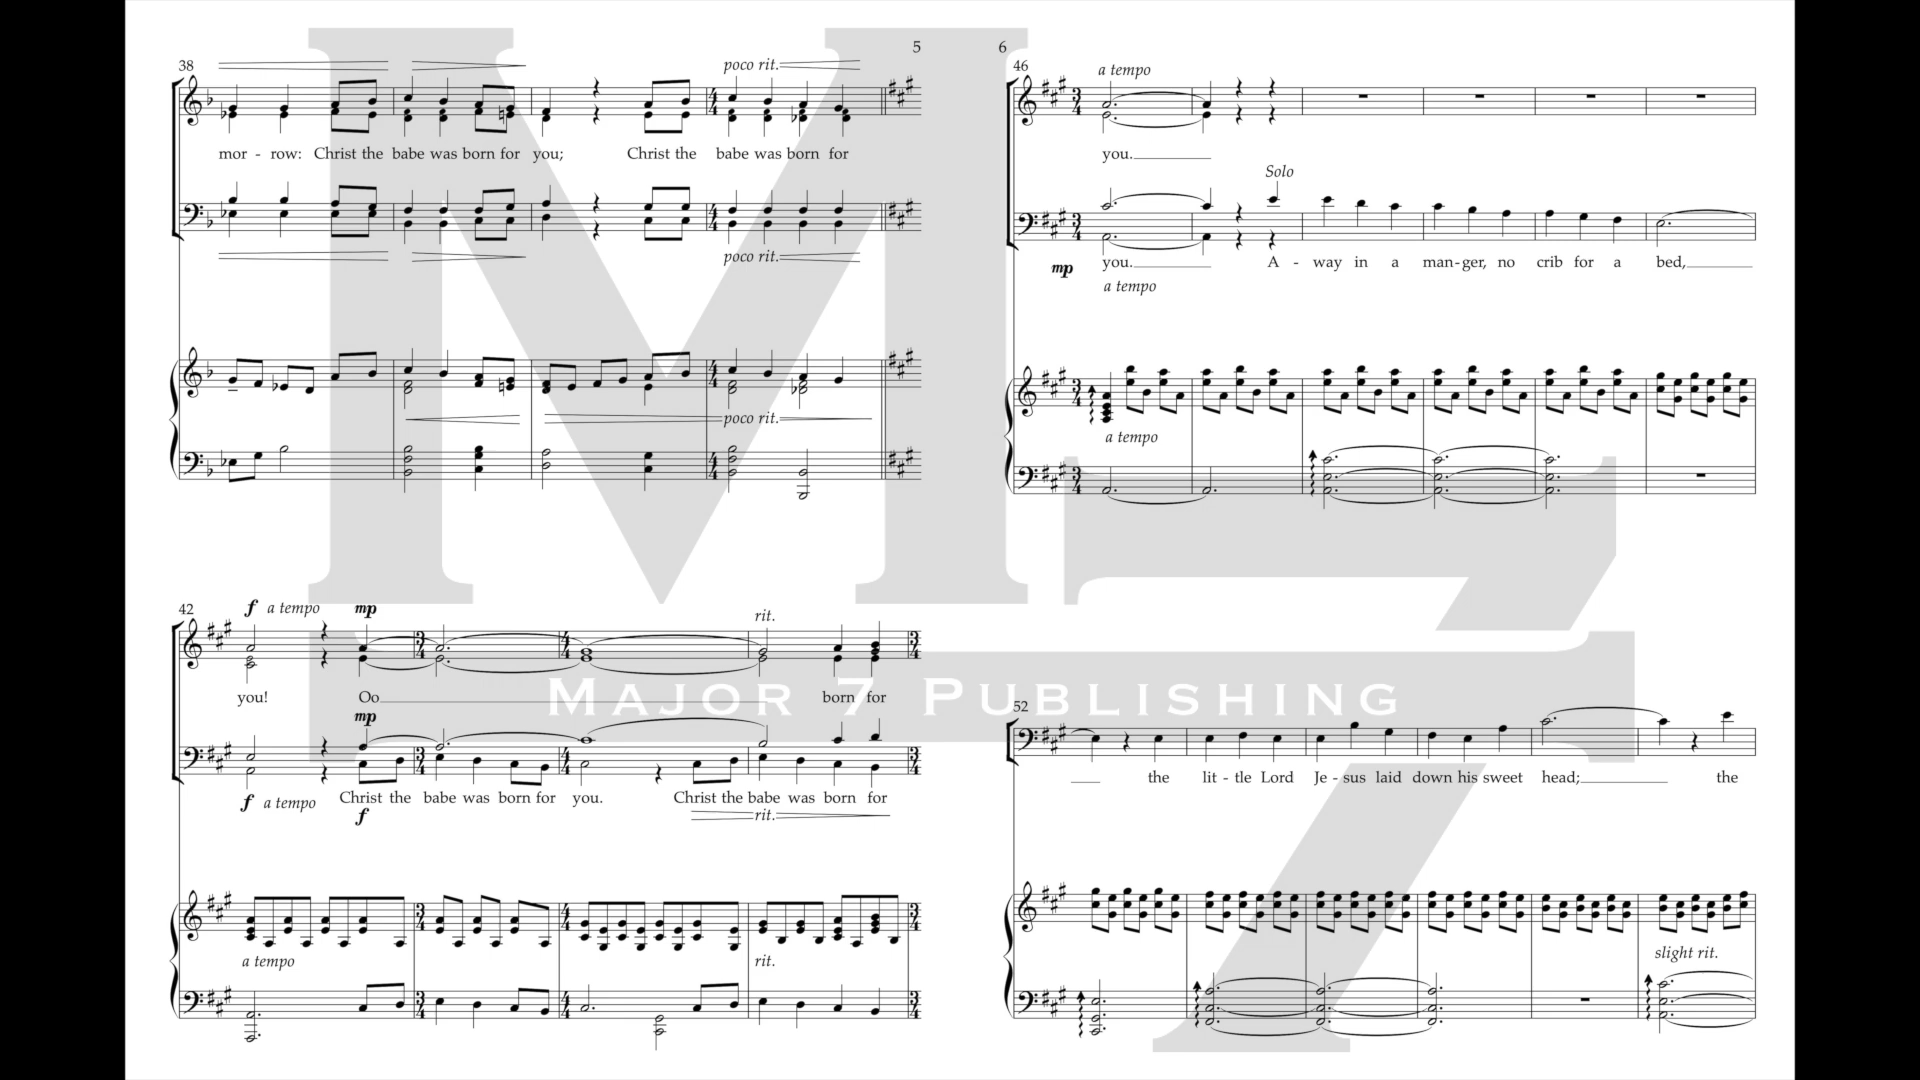 5
38
poco rit.
mor - row: Christ the babe was born for you; Christ the babe was born for
poco rit.
poco rit.
42
f a tempo mp rit.
you! Oo born for
mp
f a tempo Christ the babe was born for you. Christ the babe was born for
f rit.
a tempo rit.
6
46
a tempo
3 4
you.
Solo
mp you. A - way in a man - ger, no crib for a bed,
a tempo
a tempo
52
the lit - tle Lord Je - sus laid down his sweet head; the
slight rit.
MAJOR 7 PUBLISHING
M7